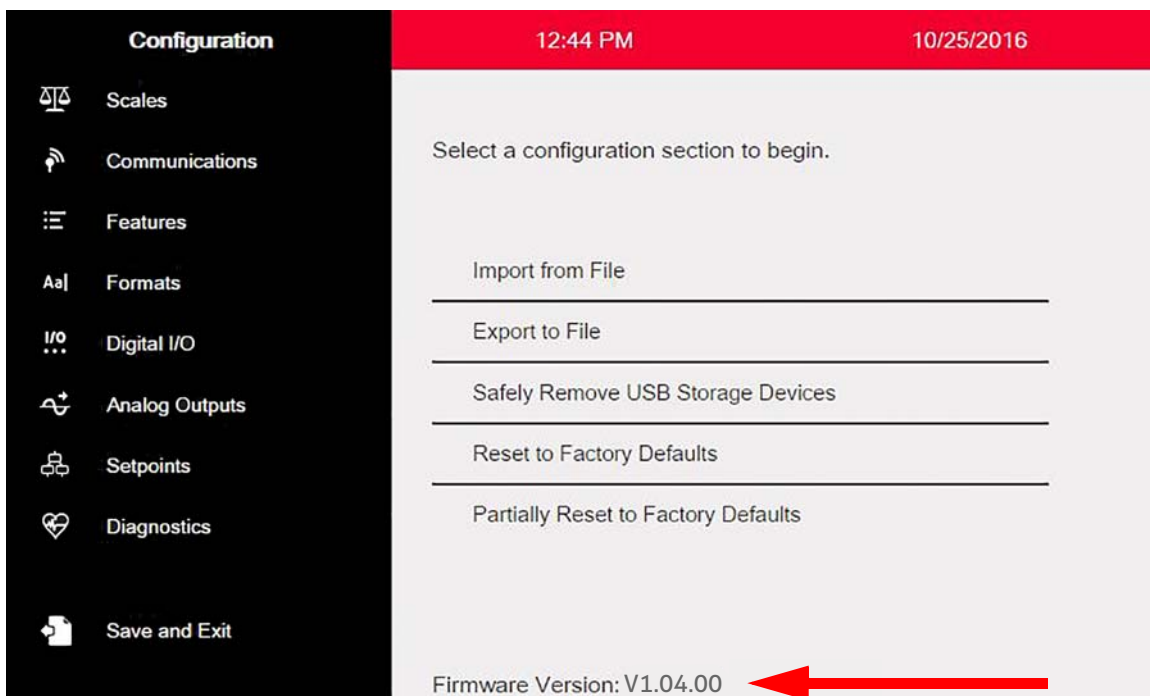 Configuration
12:44 PM
10/25/2016
Scales
Communications
Features
Aa Formats
I/O Digital I/O
Analog Outputs
Setpoints
Diagnostics
Save and Exit
Select a configuration section to begin.
Import from File
Export to File
Safely Remove USB Storage Devices
Reset to Factory Defaults
Partially Reset to Factory Defaults
Firmware Version: V1.04.00